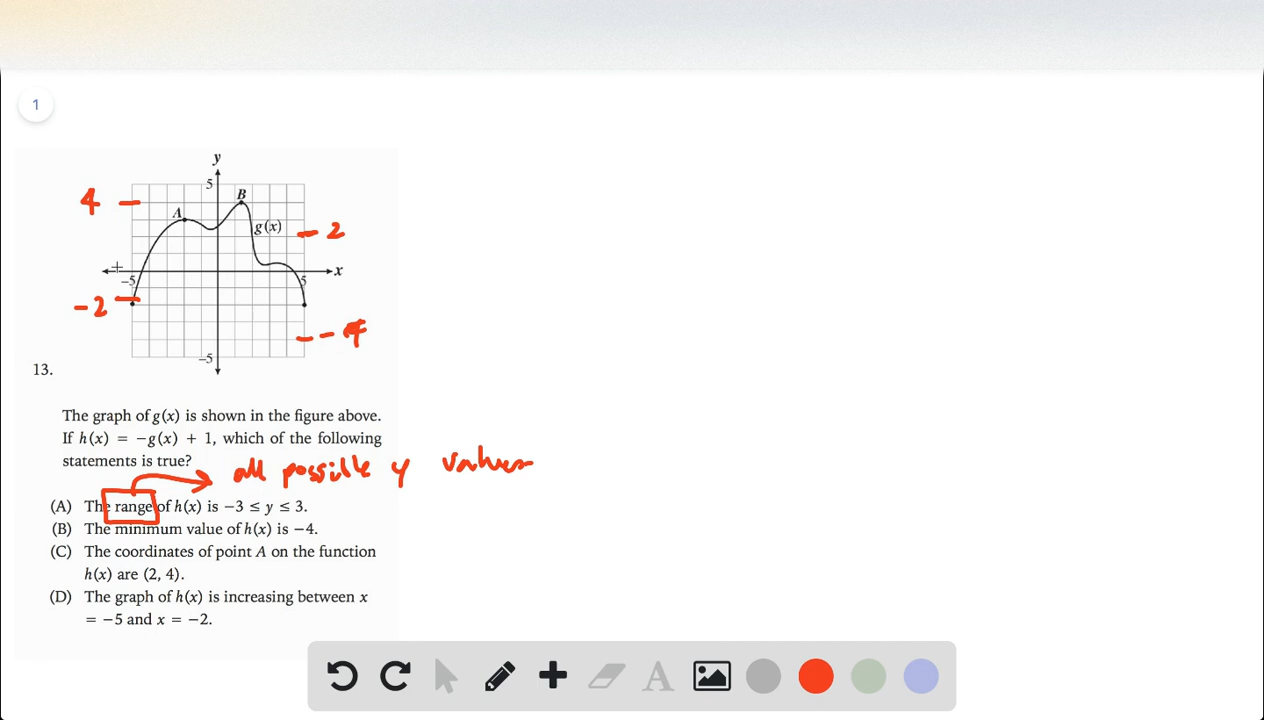 1
y
5
B
4
A
g(x)
2
x
-5
5
-2
-4
-5
13.
The graph of g(x) is shown in the figure above.
If h(x) = −g(x) + 1, which of the following
statements is true?
all possible y values
(A) The range of h(x) is −3 ≤ y ≤ 3.
(B) The minimum value of h(x) is −4.
(C) The coordinates of point A on the function
h(x) are (2, 4).
(D) The graph of h(x) is increasing between x
= −5 and x = −2.
A